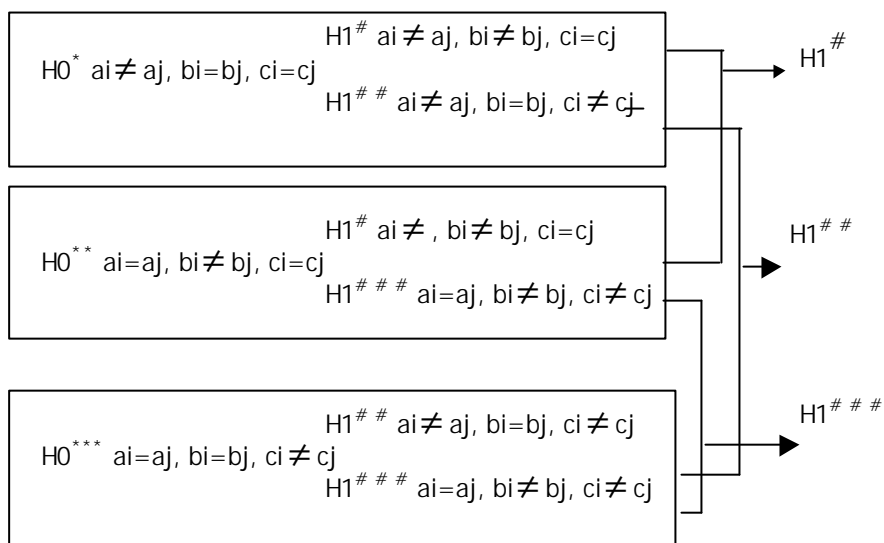 H1# ai≠aj, bi≠bj, ci=cj
H1#
H0* ai≠aj, bi=bj, ci=cj
H1## ai≠aj, bi=bj, ci≠cj
H1# ai≠ , bi≠bj, ci=cj
H1##
H0** ai=aj, bi≠bj, ci=cj
H1### ai=aj, bi≠bj, ci≠cj
H1## ai≠aj, bi=bj, ci≠cj
H1###
H0*** ai=aj, bi=bj, ci≠cj
H1### ai=aj, bi≠bj, ci≠cj